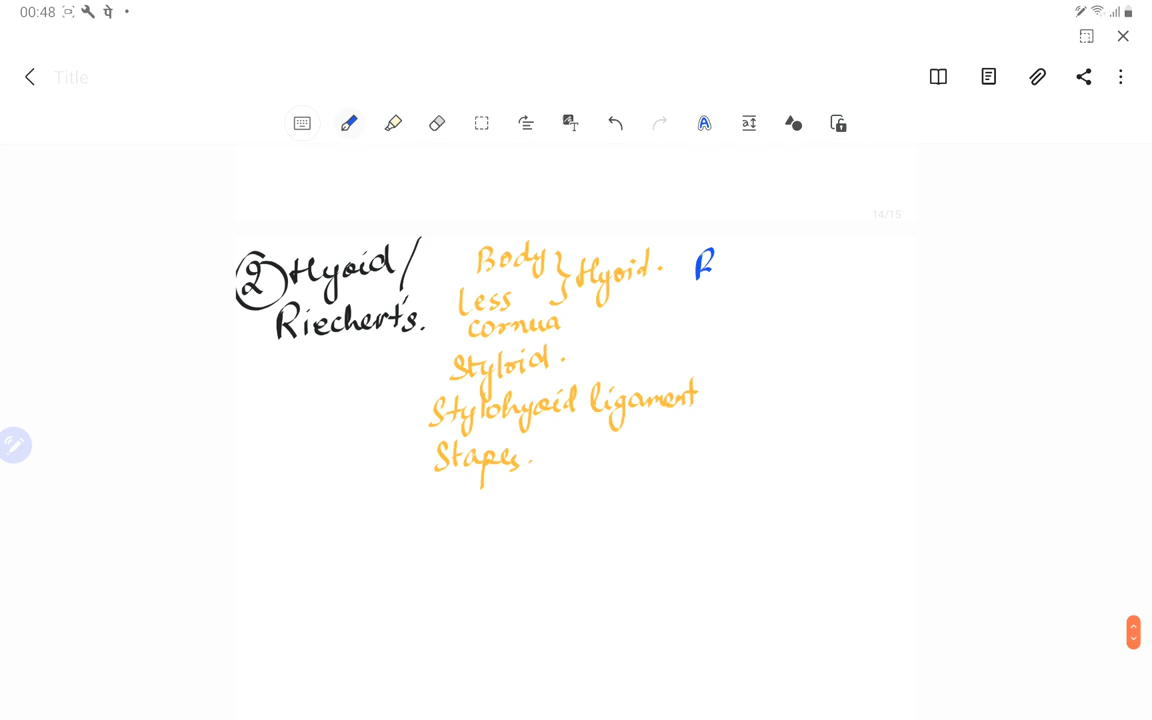 00:48
Title
14/15
② Hyoid/
Riechert's.
Body } Hyoid.
less
cornua
Styloid.
Stylohyoid ligament
Stapes.
R